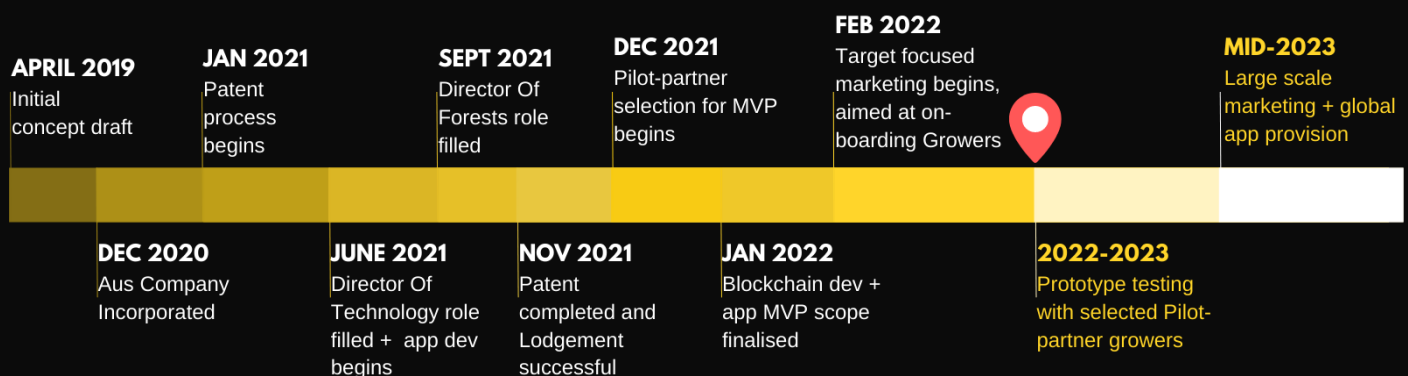 APRIL 2019
Initial
concept draft
DEC 2020
Aus Company
Incorporated
JAN 2021
Patent
process
begins
JUNE 2021
Director Of
Technology role
filled +  app dev
begins
SEPT 2021
Director Of
Forests role
filled
NOV 2021
Patent
completed and
Lodgement
successful
DEC 2021
Pilot-partner
selection for MVP
begins
JAN 2022
Blockchain dev +
app MVP scope
finalised
FEB 2022
Target focused
marketing begins,
aimed at on-
boarding Growers
2022-2023
Prototype testing
with selected Pilot-
partner growers
MID-2023
Large scale
marketing + global
app provision